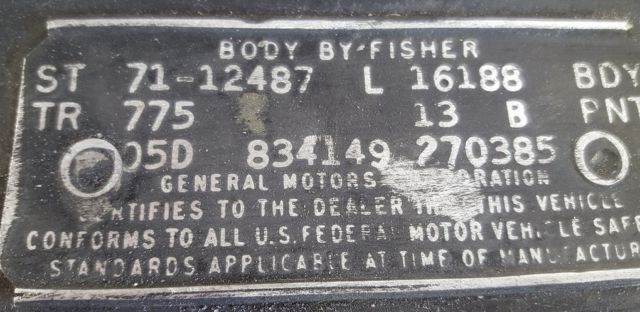 BODY BY FISHER
ST 71-12487 L 16188 BDY
TR 775 13 B PNT
05D 834149 270385
GENERAL MOTORS
TO THE DEALER THIS VEHICLE
CONFORMS TO ALL U.S. FEDERAL MOTOR VEHICLE
STANDARDS APPLICABLE AT TIME OF